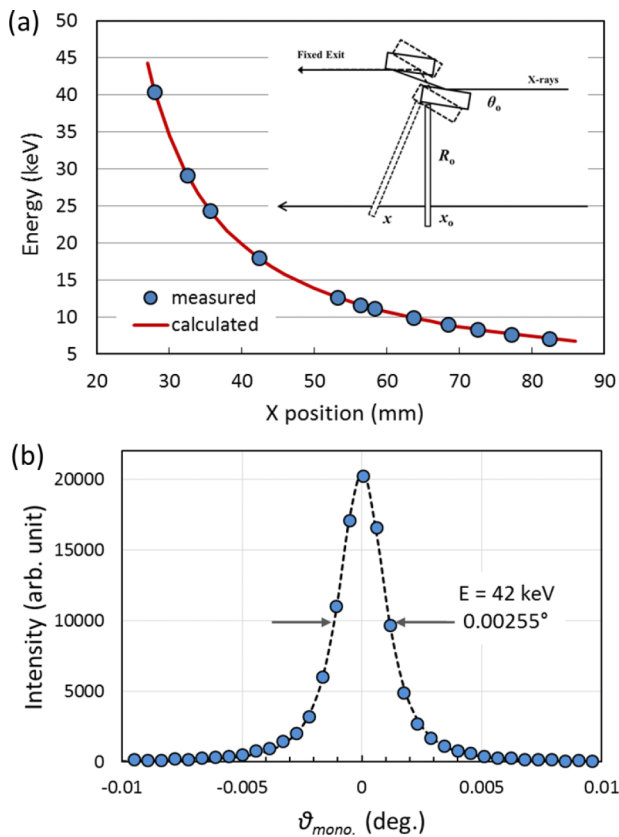 (a)
50
45
40
35
30
25
20
15
10
5
Energy (keV)
Fixed Exit
X-rays
θo
Ro
x
xo
measured
calculated
20 30 40 50 60 70 80 90
X position (mm)
(b)
20000
15000
10000
5000
0
Intensity (arb. unit)
E = 42 keV
0.00255°
-0.01 -0.005 0 0.005 0.01
ϑmono. (deg.)